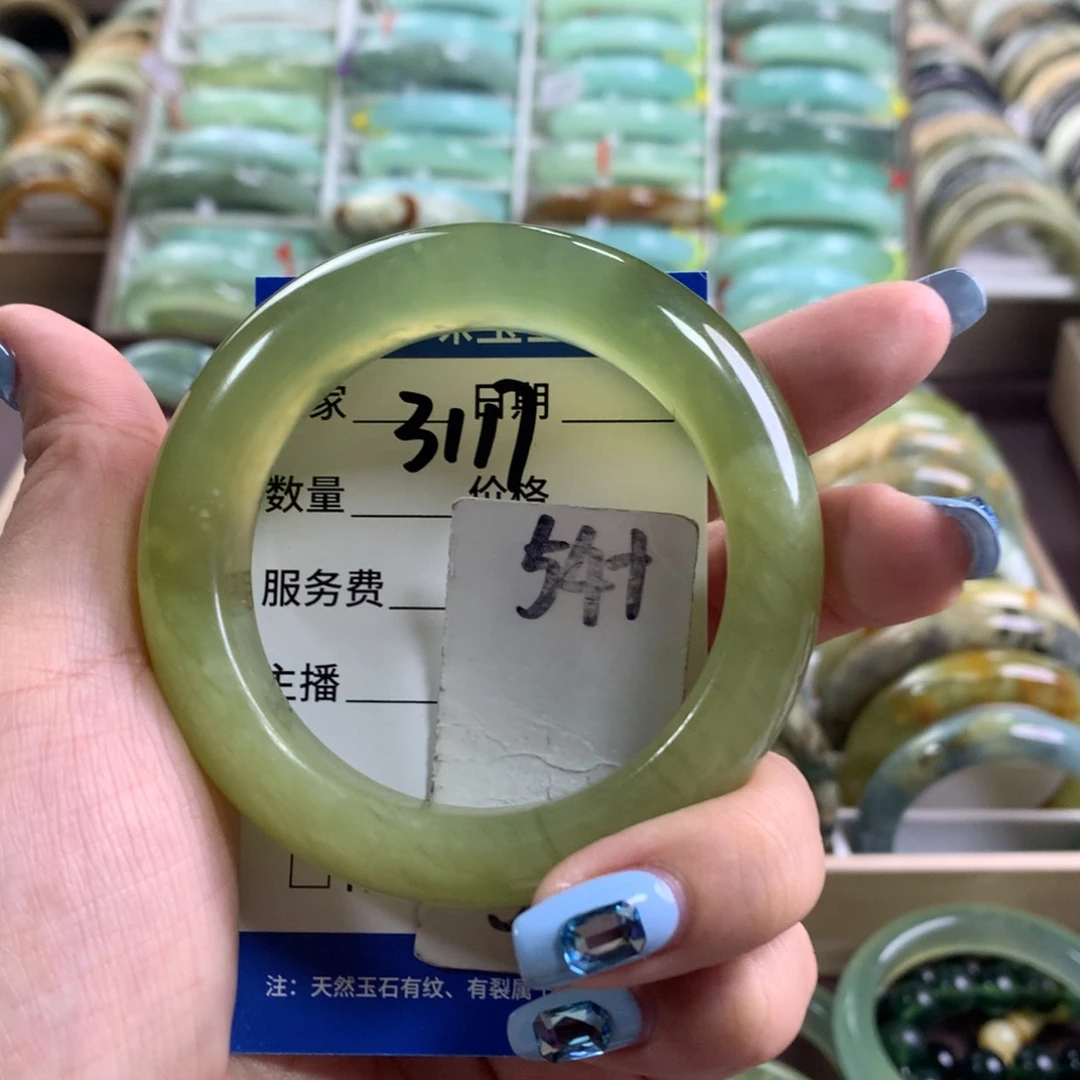 家 日期
3117
数量 价格
服务费
541
主播
注：天然玉石有纹、有裂属